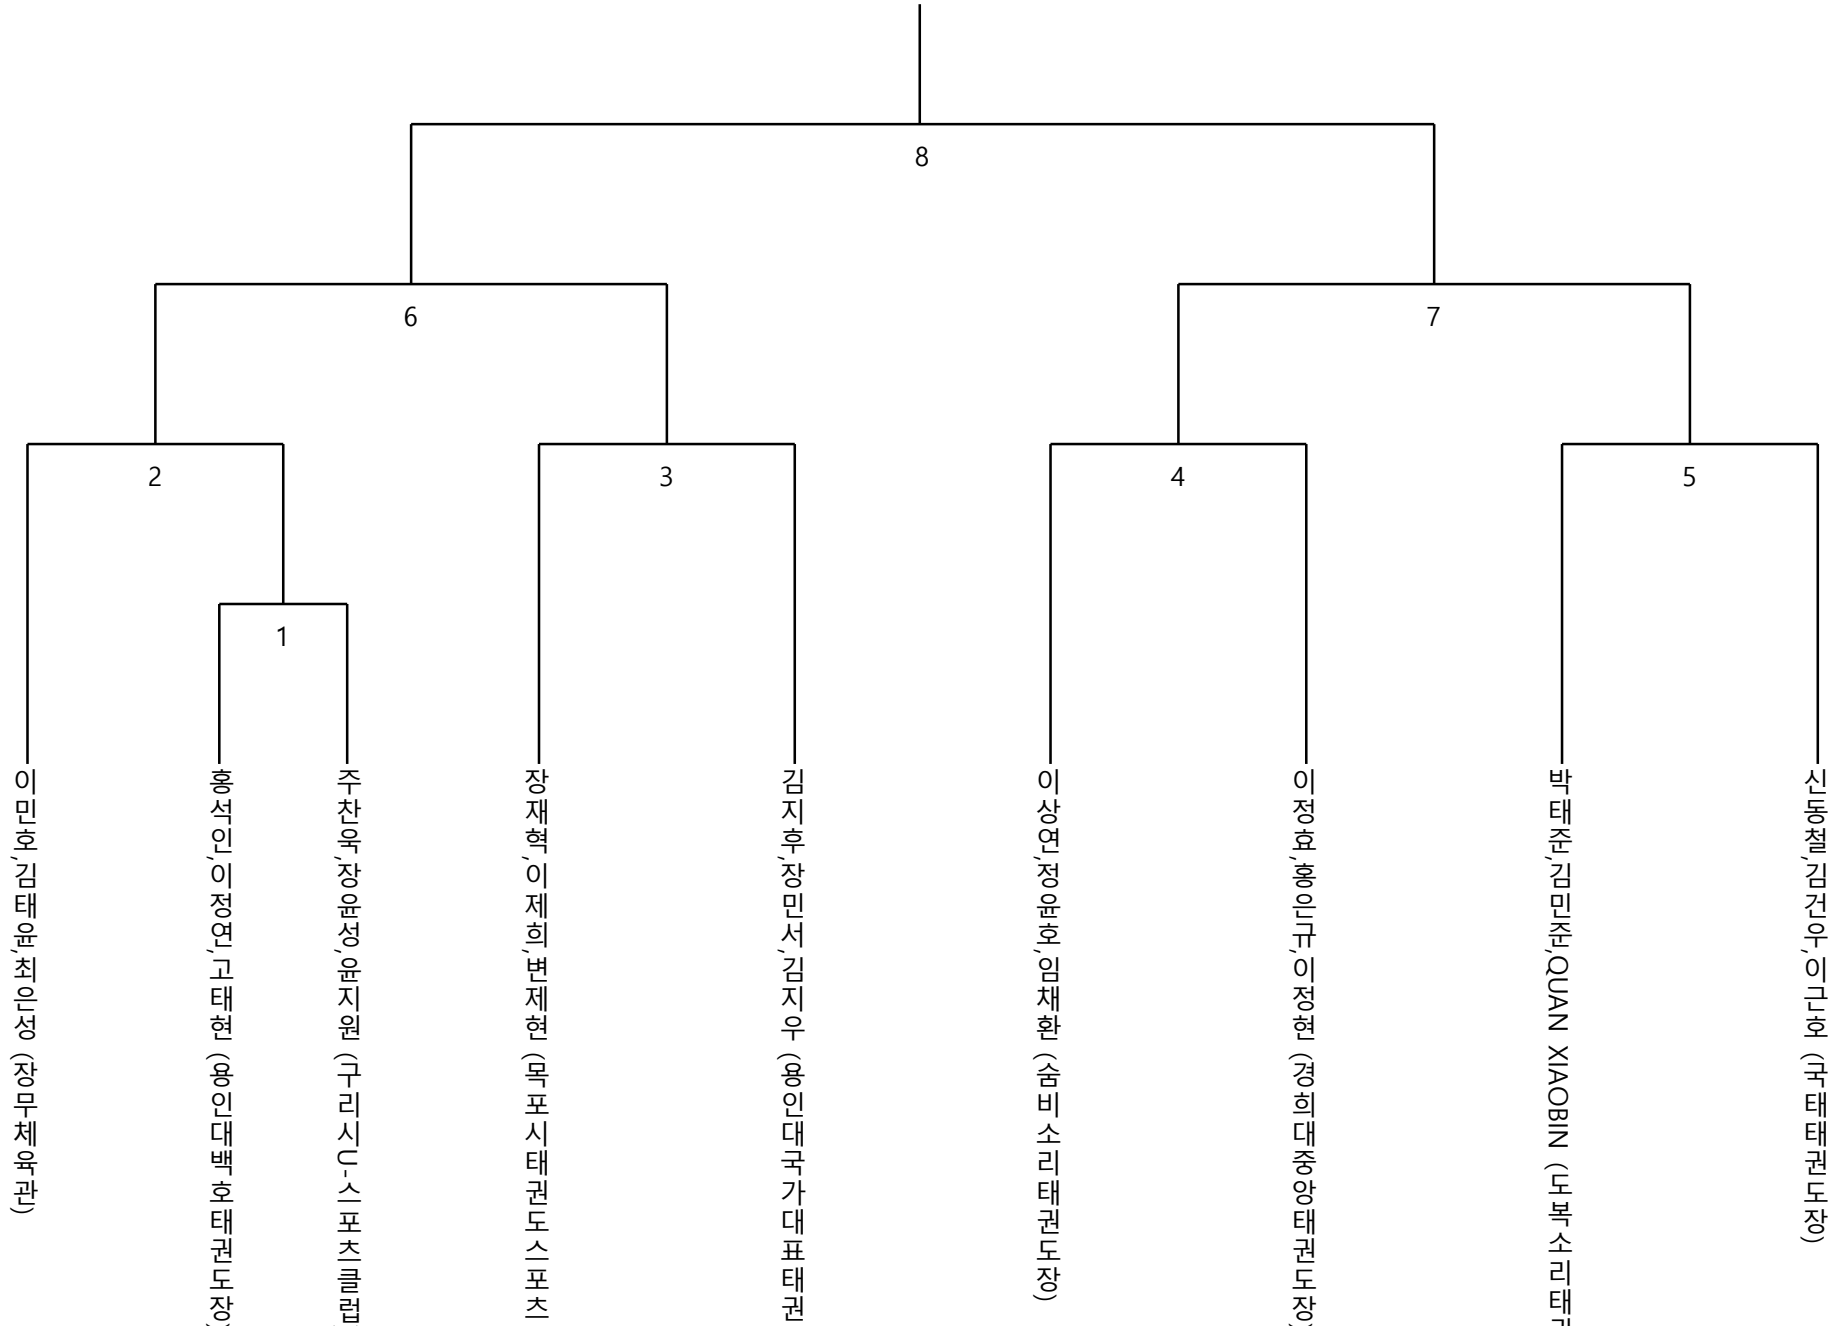 8
6
7
2
3
4
5
1
이민호,김태윤,최은성 (장무체육관)
홍석인,이정연,고태현 (용인대백호태권도장)
주찬욱,장윤성,윤지원 (구리시U-스포츠클럽
장재혁,이제희,변제현 (목포시태권도스포츠
김지후,장민서,김지우 (용인대국가대표태권
이상연,정윤호,임채환 (숨비소리태권도장)
이정효,홍은규,이정현 (경희대중앙태권도장)
박태준,김민준,QUAN XIAOBIN (도복소리태
신동철,김건우,이근호 (국태태권도장)